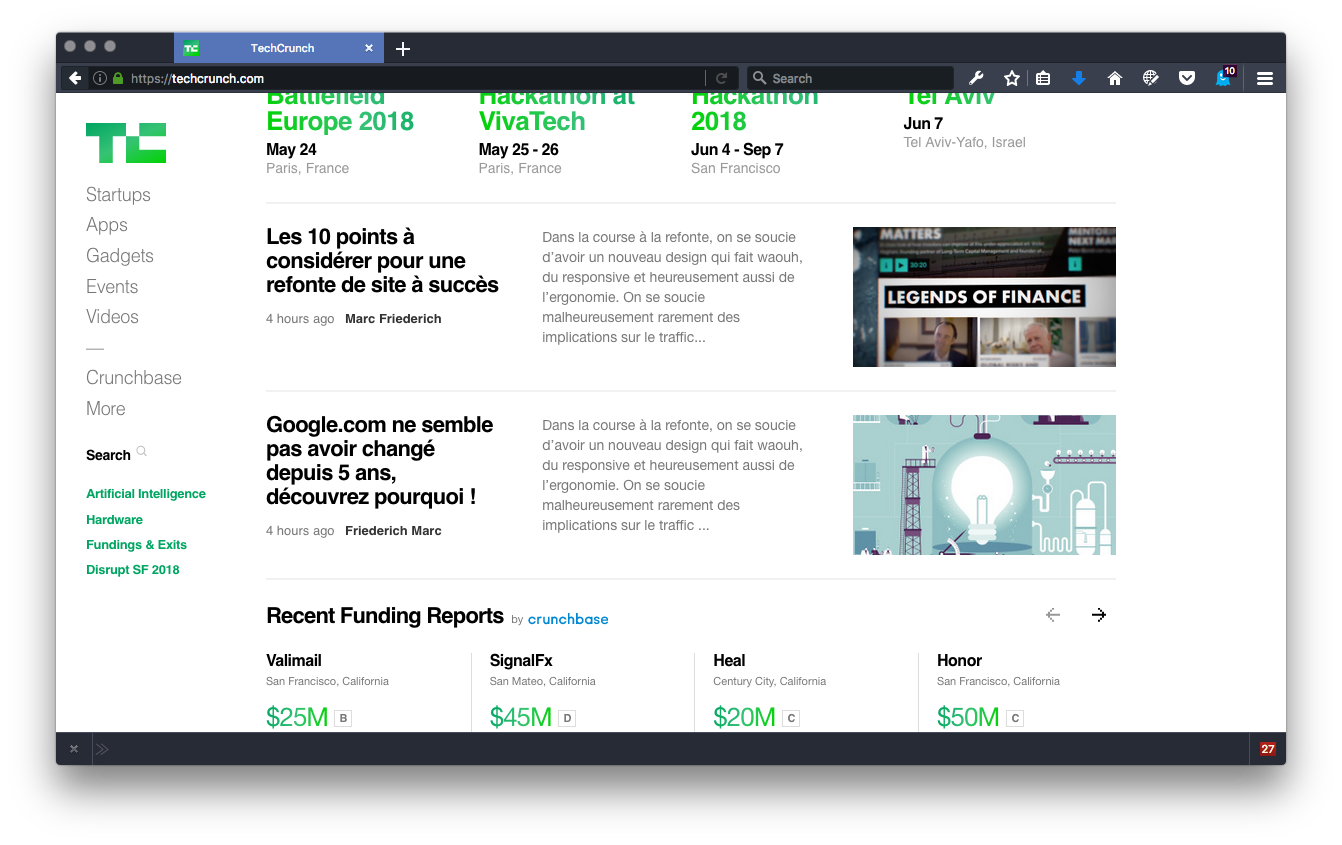 TechCrunch
https://techcrunch.com
Search
10
Battlefield
Europe 2018
May 24
Paris, France
Hackathon at
VivaTech
May 25 - 26
Paris, France
Hackathon
2018
Jun 4 - Sep 7
San Francisco
Tel Aviv
Jun 7
Tel Aviv-Yafo, Israel
TC
Startups
Apps
Gadgets
Events
Videos
—
Crunchbase
More
Search
Artificial Intelligence
Hardware
Fundings & Exits
Disrupt SF 2018
Les 10 points à
considérer pour une
refonte de site à succès
4 hours ago Marc Friederich
Dans la course à la refonte, on se soucie
d’avoir un nouveau design qui fait waouh,
du responsive et heureusement aussi de
l’ergonomie. On se soucie
malheureusement rarement des
implications sur le traffic...
MATTERS
MENTOR
NEXT MAR
30:20
LEGENDS OF FINANCE
Google.com ne semble
pas avoir changé
depuis 5 ans,
découvrez pourquoi !
4 hours ago Friederich Marc
Dans la course à la refonte, on se soucie
d’avoir un nouveau design qui fait waouh,
du responsive et heureusement aussi de
l’ergonomie. On se soucie
malheureusement rarement des
implications sur le traffic ...
Recent Funding Reports by crunchbase
Valimail
San Francisco, California
$25M B
SignalFx
San Mateo, California
$45M D
Heal
Century City, California
$20M C
Honor
San Francisco, California
$50M C
27